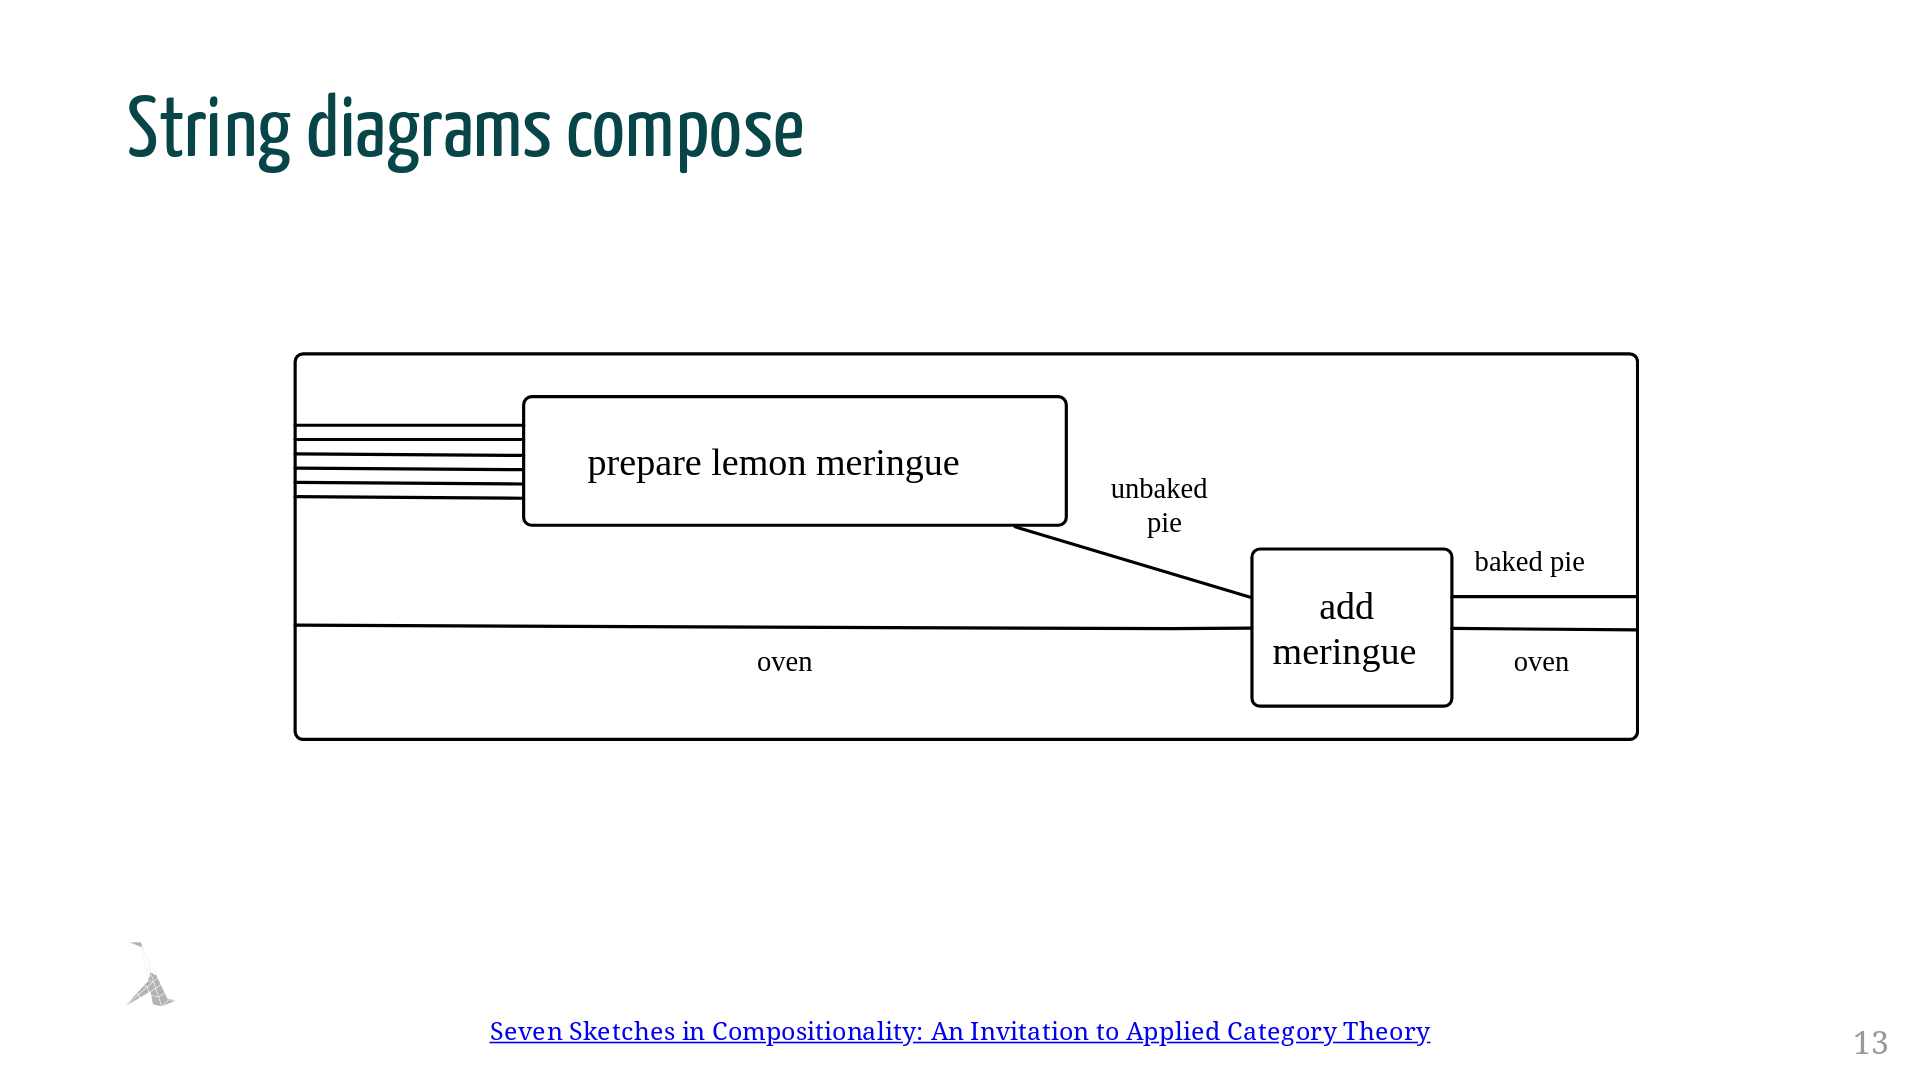 String diagrams compose
prepare lemon meringue
unbaked
pie
baked pie
add
meringue
oven
oven
Seven Sketches in Compositionality: An Invitation to Applied Category Theory
13